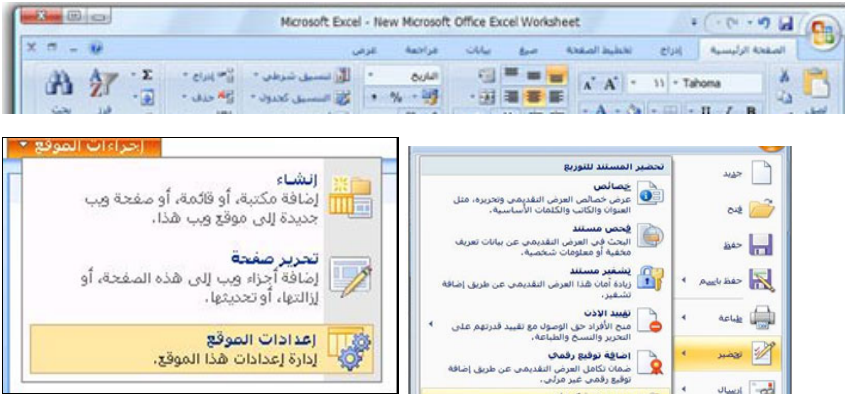 Microsoft Excel - New Microsoft Office Excel Worksheet
الصفحة الرئيسية إدراج تخطيط الصفحة صيغ بيانات مراجعة عرض
Tahoma ١١ التاريخ تنسيق شرطي إدراج Σ
B I U % التنسيق كجدول حذف فرز بحث
إجراءات الموقع
إنشاء
إضافة مكتبة، أو قائمة، أو صفحة ويب
جديدة إلى موقع ويب هذا.
تحرير صفحة
إضافة أجزاء ويب إلى هذه الصفحة، أو
إزالتها، أو تحديثها.
إعدادات الموقع
إدارة إعدادات هذا الموقع.
جديد
فتح
حفظ
حفظ باسم
طباعة
تحضير
إرسال
تحضير المستند للتوزيع
خصائص
عرض خصائص العرض التقديمي وتحريره، مثل
العنوان والكاتب والكلمات الأساسية.
فحص مستند
البحث في العرض التقديمي عن بيانات تعريف
مخفية أو معلومات شخصية.
تشفير مستند
زيادة أمان هذا العرض التقديمي عن طريق إضافة
تشفير.
تقييد الإذن
منح الأفراد حق الوصول مع تقييد قدرتهم على
التحرير والنسخ والطباعة.
إضافة توقيع رقمي
ضمان تكامل العرض التقديمي عن طريق إضافة
توقيع رقمي غير مرئي.